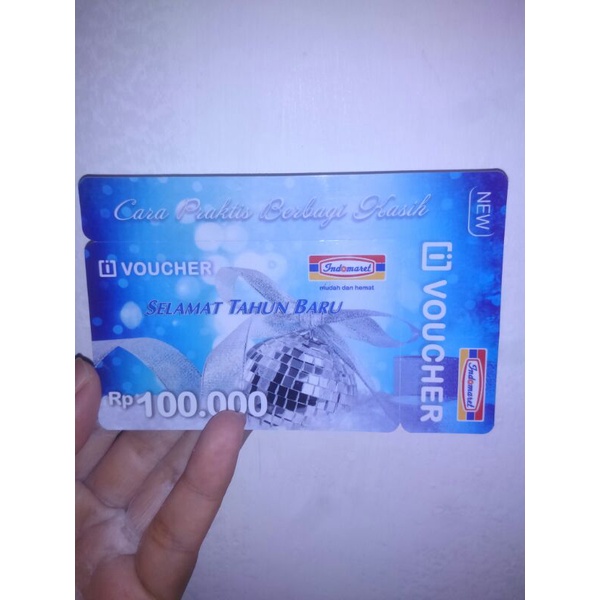 Cara Praktis Berbagi Kasih
NEW
[i] VOUCHER
Indomaret
mudah dan hemat
SELAMAT TAHUN BARU
Rp 100.000
[i] VOUCHER
Indomaret